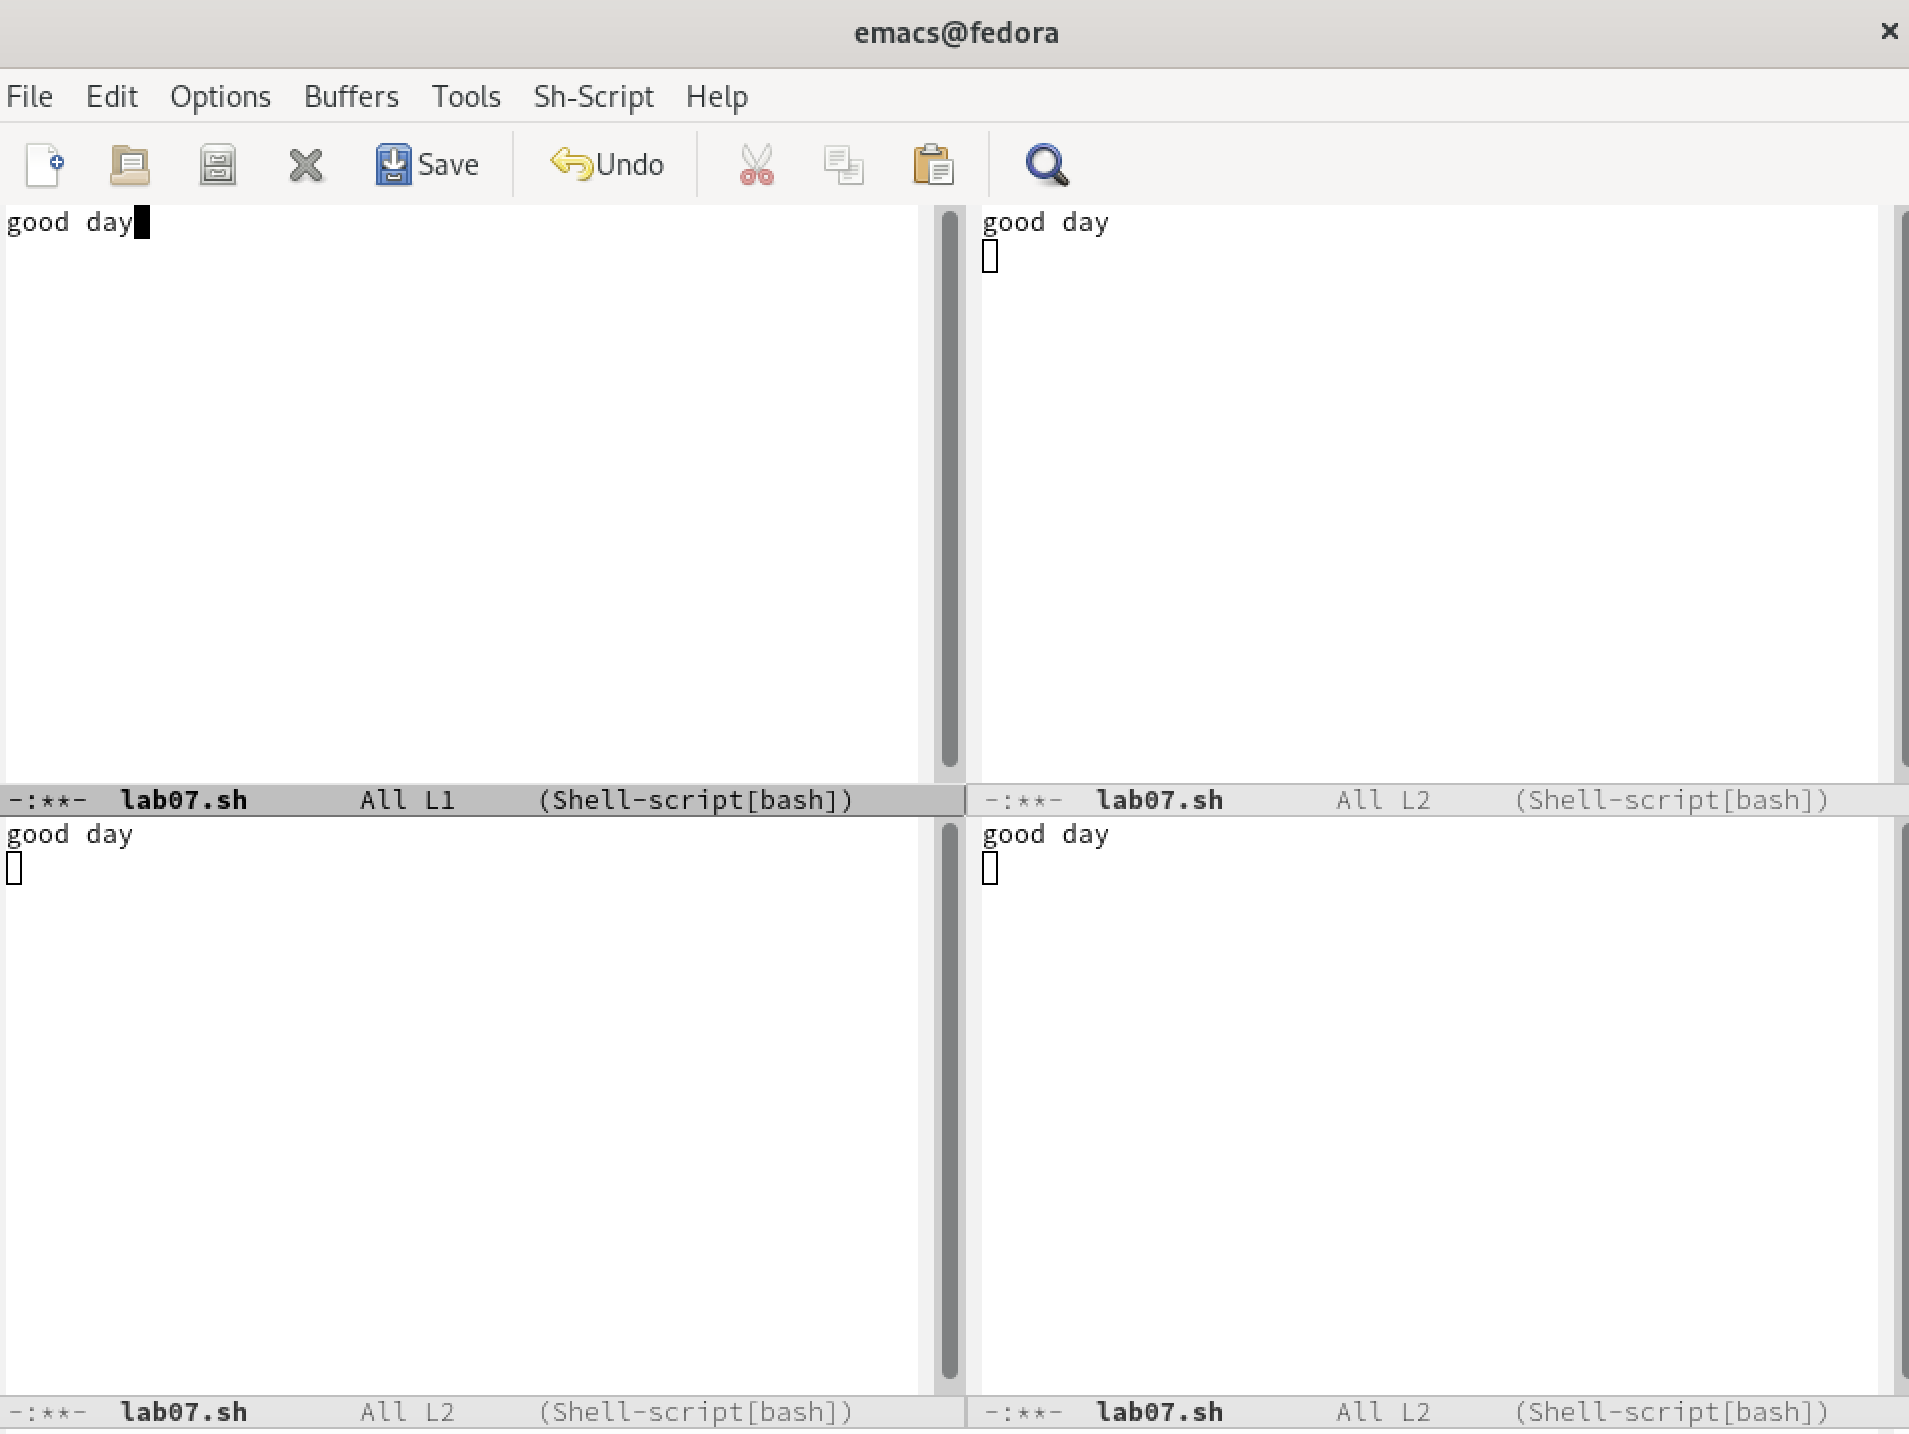 emacs@fedora
File Edit Options Buffers Tools Sh-Script Help
Save Undo
good day
good day
-:**- lab07.sh All L1 (Shell-script[bash])
-:**- lab07.sh All L2 (Shell-script[bash])
good day
good day
-:**- lab07.sh All L2 (Shell-script[bash])
-:**- lab07.sh All L2 (Shell-script[bash])